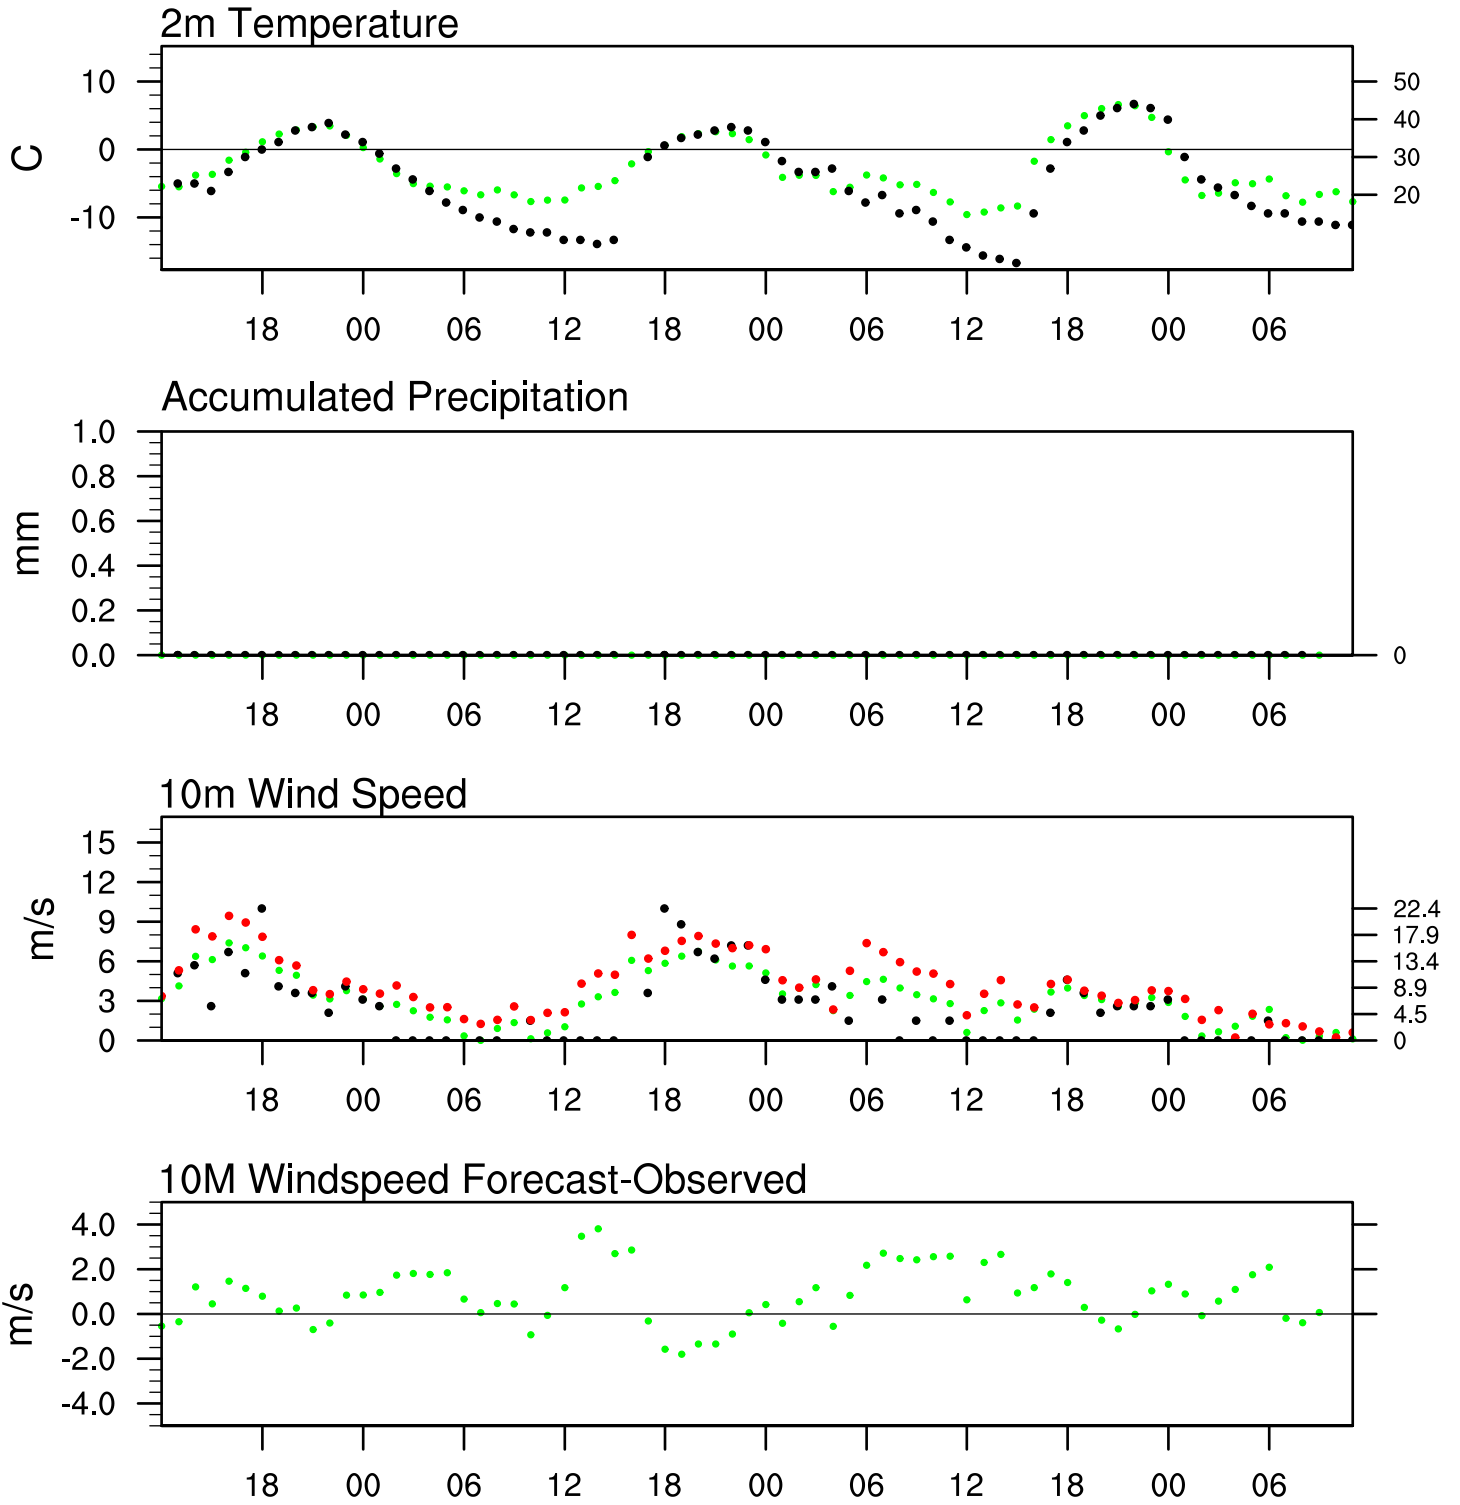 2m Temperature
10 50
40
C 0 30
20
-10
18 00 06 12 18 00 06 12 18 00 06
Accumulated Precipitation
1.0
0.8
0.6
mm
0.4
0.2
0.0 0
18 00 06 12 18 00 06 12 18 00 06
10m Wind Speed
15
12
9 22.4
17.9
m/s
6 13.4
3 8.9
4.5
0 0
18 00 06 12 18 00 06 12 18 00 06
10M Windspeed Forecast-Observed
4.0
2.0
m/s 0.0
-2.0
-4.0
18 00 06 12 18 00 06 12 18 00 06